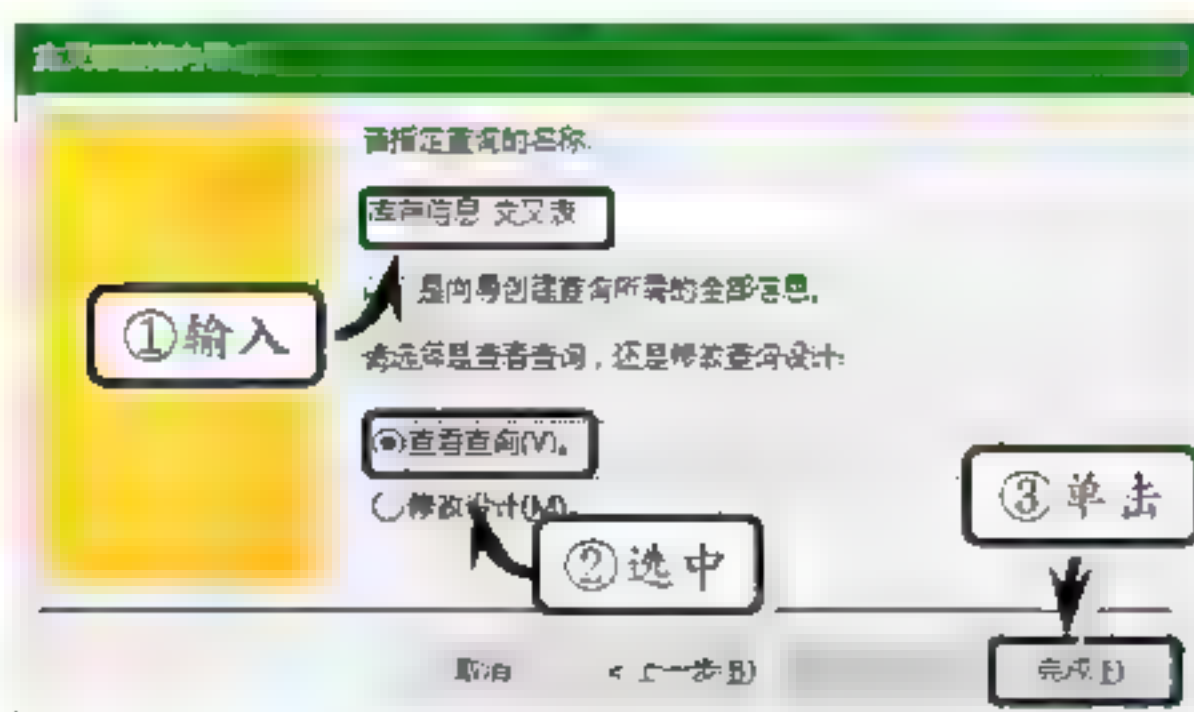 请指定查询的名称:
库存信息 交叉表
①输入
是向导创建查询所需的全部信息。
请选择是查看查询，还是修改查询设计:
查看查询(V)。
修改设计(M)。
②选中
③单击
取消 < 上一步(B) 完成(F)